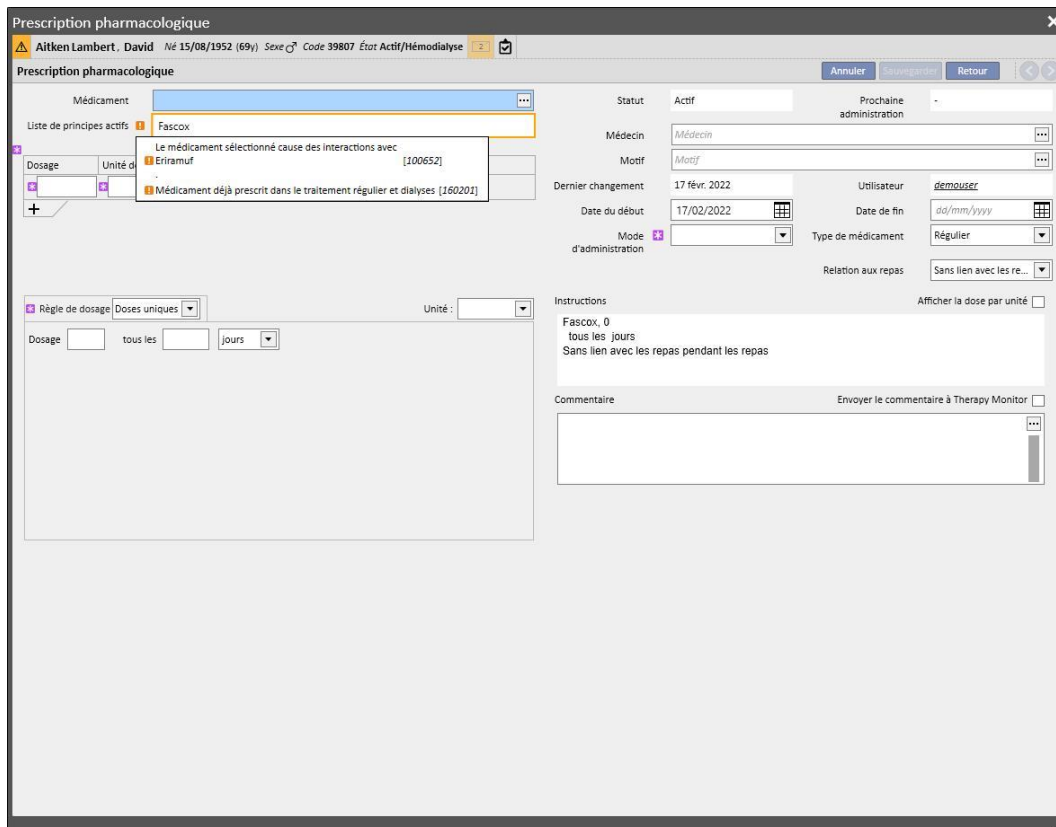 Prescription pharmacologique
Aitken Lambert, David Né 15/08/1952 (69y) Sexe Code 39807 État Actif/Hémodialyse 2
Prescription pharmacologique Annuler Sauvegarder Retour
Médicament
Liste de principes actifs Fascox
Le médicament sélectionné cause des interactions avec
Eriramuf [100652]
.
Médicament déjà prescrit dans le traitement régulier et dialyses [160201]
Dosage Unité de
+
Statut Actif Prochaine administration -
Médecin Médecin
Motif Motif
Dernier changement 17 févr. 2022 Utilisateur demouser
Date du début 17/02/2022 Date de fin dd/mm/yyyy
Mode d'administration Type de médicament Régulier
Relation aux repas Sans lien avec les re...
Règle de dosage Doses uniques Unité :
Dosage tous les jours
Instructions Afficher la dose par unité
Fascox, 0
tous les jours
Sans lien avec les repas pendant les repas
Commentaire Envoyer le commentaire à Therapy Monitor